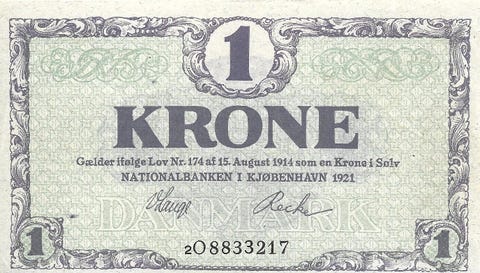 1
KRONE
Gælder ifølge Lov Nr. 174 af 15. August 1914 som en Krone i Sølv
NATIONALBANKEN I KJØBENHAVN 1921
V. Lange
DANMARK
2O8833217
1 1